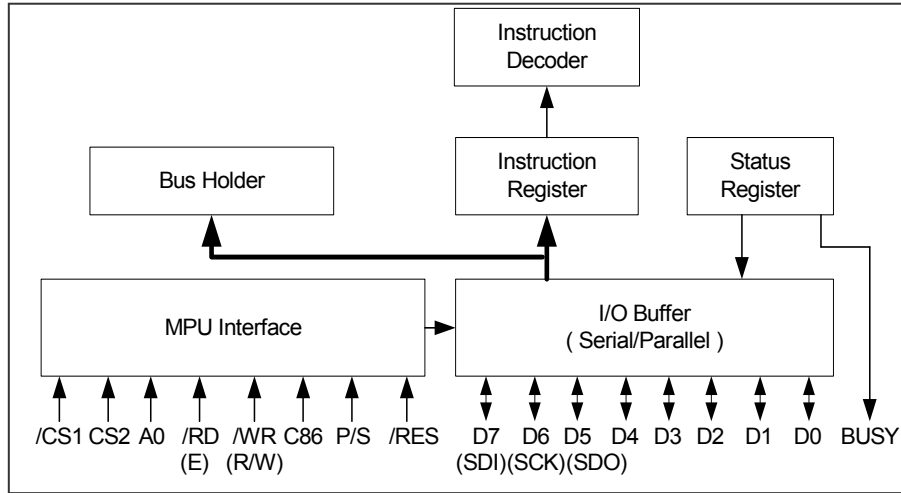 Instruction
Decoder
Bus Holder
Instruction
Register
Status
Register
MPU Interface
I/O Buffer
( Serial/Parallel )
/CS1 CS2 A0 /RD /WR C86 P/S /RES D7 D6 D5 D4 D3 D2 D1 D0 BUSY
(E) (R/W) (SDI) (SCK) (SDO)